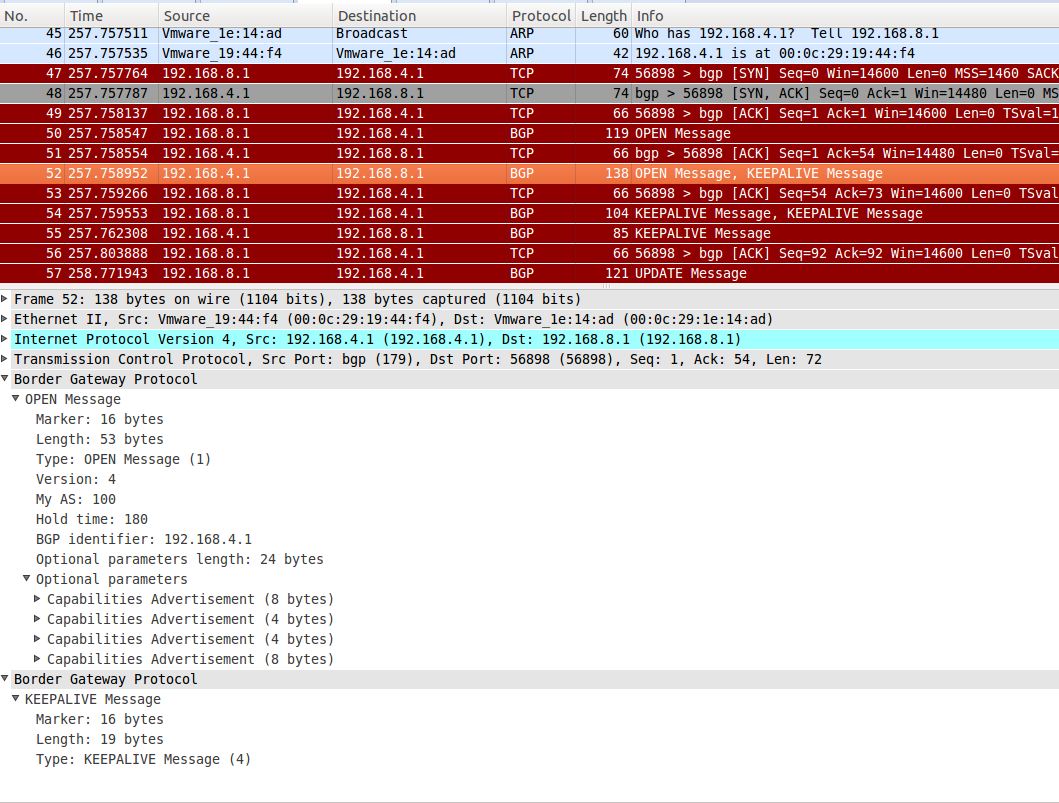 No. Time Source Destination Protocol Length Info
45 257.757511 Vmware_1e:14:ad Broadcast ARP 60 Who has 192.168.4.1? Tell 192.168.8.1
46 257.757535 Vmware_19:44:f4 Vmware_1e:14:ad ARP 42 192.168.4.1 is at 00:0c:29:19:44:f4
47 257.757764 192.168.8.1 192.168.4.1 TCP 74 56898 > bgp [SYN] Seq=0 Win=14600 Len=0 MSS=1460 SACK
48 257.757787 192.168.4.1 192.168.8.1 TCP 74 bgp > 56898 [SYN, ACK] Seq=0 Ack=1 Win=14480 Len=0 MS
49 257.758137 192.168.8.1 192.168.4.1 TCP 66 56898 > bgp [ACK] Seq=1 Ack=1 Win=14600 Len=0 TSval=1
50 257.758547 192.168.8.1 192.168.4.1 BGP 119 OPEN Message
51 257.758554 192.168.4.1 192.168.8.1 TCP 66 bgp > 56898 [ACK] Seq=1 Ack=54 Win=14480 Len=0 TSval=
52 257.758952 192.168.4.1 192.168.8.1 BGP 138 OPEN Message, KEEPALIVE Message
53 257.759266 192.168.8.1 192.168.4.1 TCP 66 56898 > bgp [ACK] Seq=54 Ack=73 Win=14600 Len=0 TSval
54 257.759553 192.168.8.1 192.168.4.1 BGP 104 KEEPALIVE Message, KEEPALIVE Message
55 257.762308 192.168.4.1 192.168.8.1 BGP 85 KEEPALIVE Message
56 257.803888 192.168.8.1 192.168.4.1 TCP 66 56898 > bgp [ACK] Seq=92 Ack=92 Win=14600 Len=0 TSval
57 258.771943 192.168.8.1 192.168.4.1 BGP 121 UPDATE Message
Frame 52: 138 bytes on wire (1104 bits), 138 bytes captured (1104 bits)
Ethernet II, Src: Vmware_19:44:f4 (00:0c:29:19:44:f4), Dst: Vmware_1e:14:ad (00:0c:29:1e:14:ad)
Internet Protocol Version 4, Src: 192.168.4.1 (192.168.4.1), Dst: 192.168.8.1 (192.168.8.1)
Transmission Control Protocol, Src Port: bgp (179), Dst Port: 56898 (56898), Seq: 1, Ack: 54, Len: 72
Border Gateway Protocol
OPEN Message
Marker: 16 bytes
Length: 53 bytes
Type: OPEN Message (1)
Version: 4
My AS: 100
Hold time: 180
BGP identifier: 192.168.4.1
Optional parameters length: 24 bytes
Optional parameters
Capabilities Advertisement (8 bytes)
Capabilities Advertisement (4 bytes)
Capabilities Advertisement (4 bytes)
Capabilities Advertisement (8 bytes)
Border Gateway Protocol
KEEPALIVE Message
Marker: 16 bytes
Length: 19 bytes
Type: KEEPALIVE Message (4)